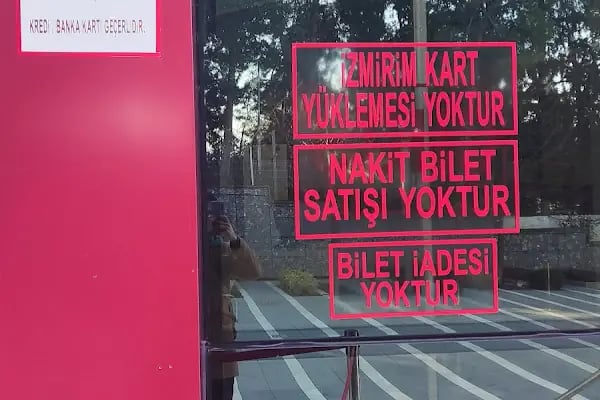 KREDİ / BANKA KARTI GEÇERLİDİR.
İZMİRİM KART
YÜKLEMESİ YOKTUR
NAKİT BİLET
SATIŞI YOKTUR
BİLET İADESİ
YOKTUR